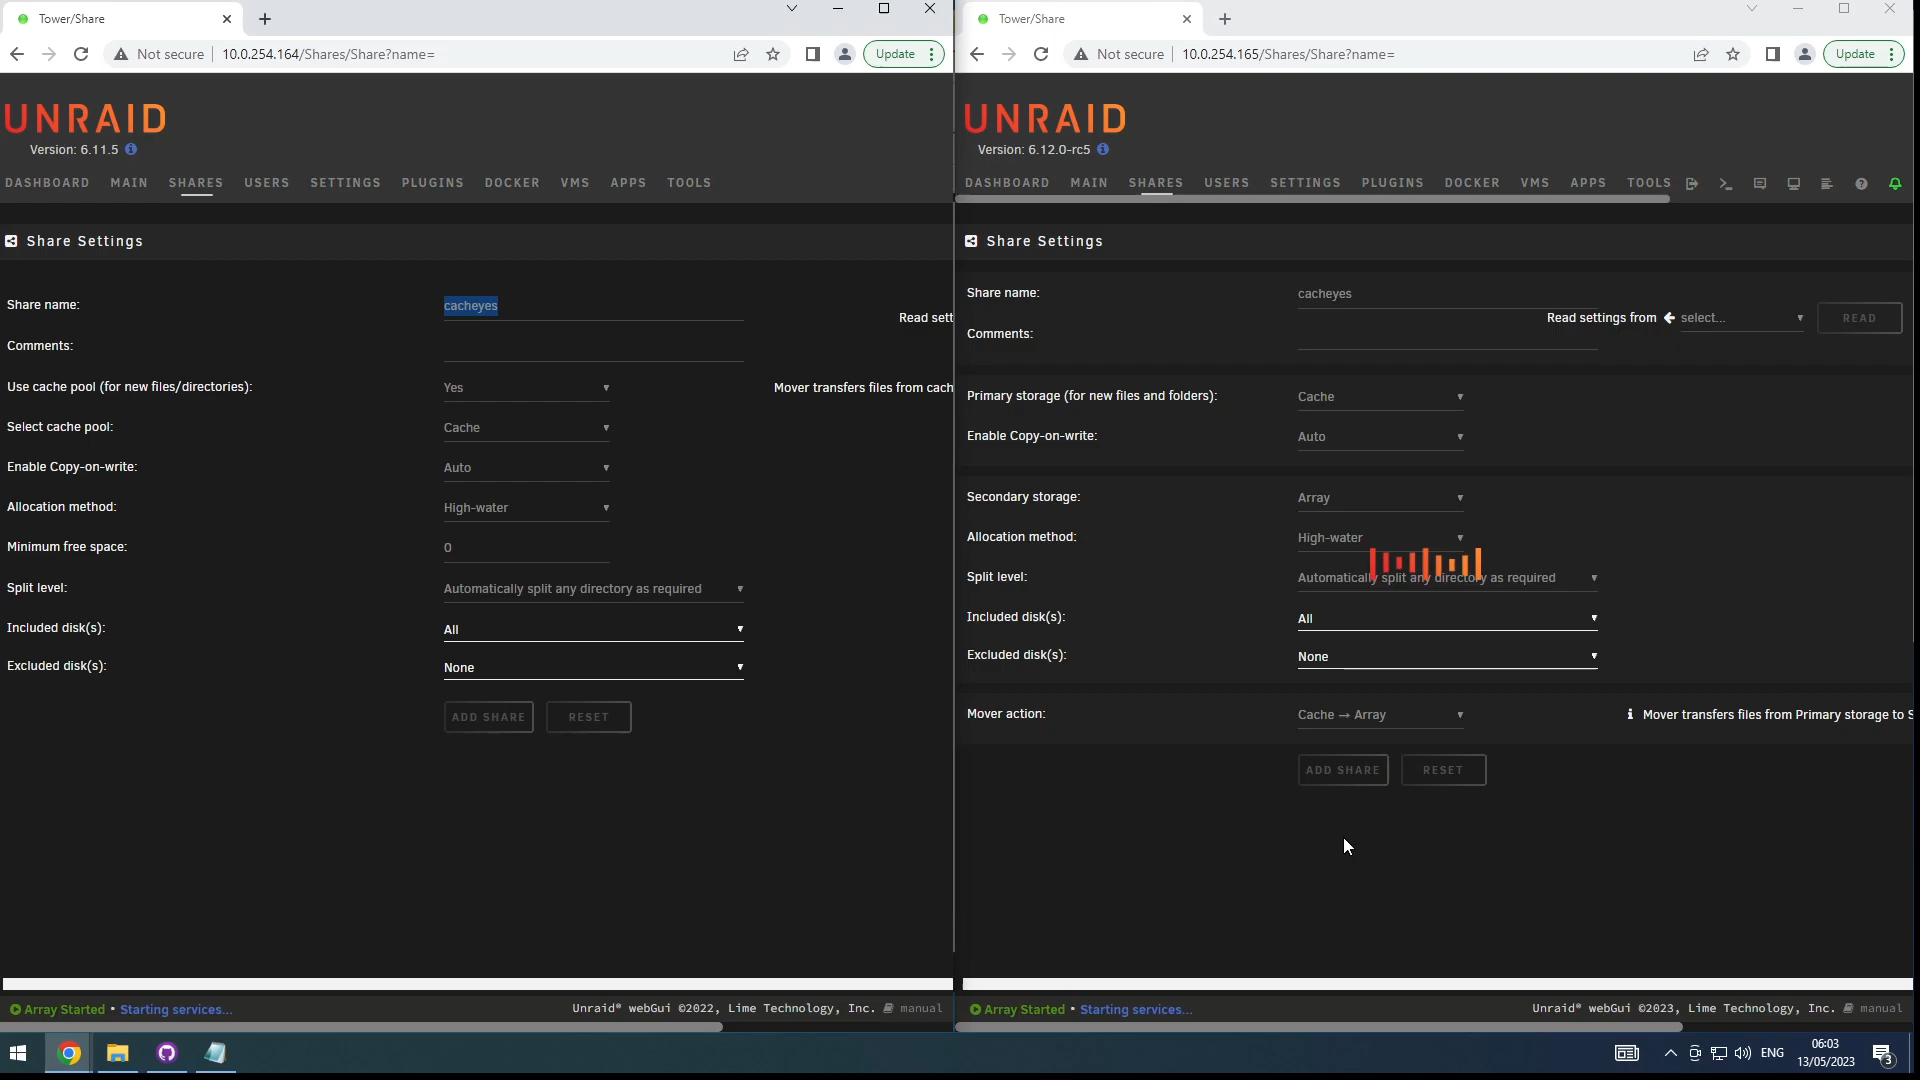 Tower/Share
Not secure
10.0.254.164/Shares/Share?name=
Update
UNRAID
Version: 6.11.5
DASHBOARD MAIN SHARES USERS SETTINGS PLUGINS DOCKER VMS APPS TOOLS
Share Settings
Share name:
cacheyes
Read sett
Comments:
Use cache pool (for new files/directories):
Yes
Mover transfers files from cach
Select cache pool:
Cache
Enable Copy-on-write:
Auto
Allocation method:
High-water
Minimum free space:
0
Split level:
Automatically split any directory as required
Included disk(s):
All
Excluded disk(s):
None
ADD SHARE RESET
Array Started • Starting services...
Unraid® webGui ©2022, Lime Technology, Inc. manual
Tower/Share
Not secure
10.0.254.165/Shares/Share?name=
Update
UNRAID
Version: 6.12.0-rc5
DASHBOARD MAIN SHARES USERS SETTINGS PLUGINS DOCKER VMS APPS TOOLS
Share Settings
Share name:
cacheyes
Read settings from select... READ
Comments:
Primary storage (for new files and folders):
Cache
Enable Copy-on-write:
Auto
Secondary storage:
Array
Allocation method:
High-water
Split level:
Automatically split any directory as required
Included disk(s):
All
Excluded disk(s):
None
Mover action:
Cache → Array
Mover transfers files from Primary storage to S
ADD SHARE RESET
Array Started • Starting services...
Unraid® webGui ©2023, Lime Technology, Inc. manual
ENG
06:03
13/05/2023
3